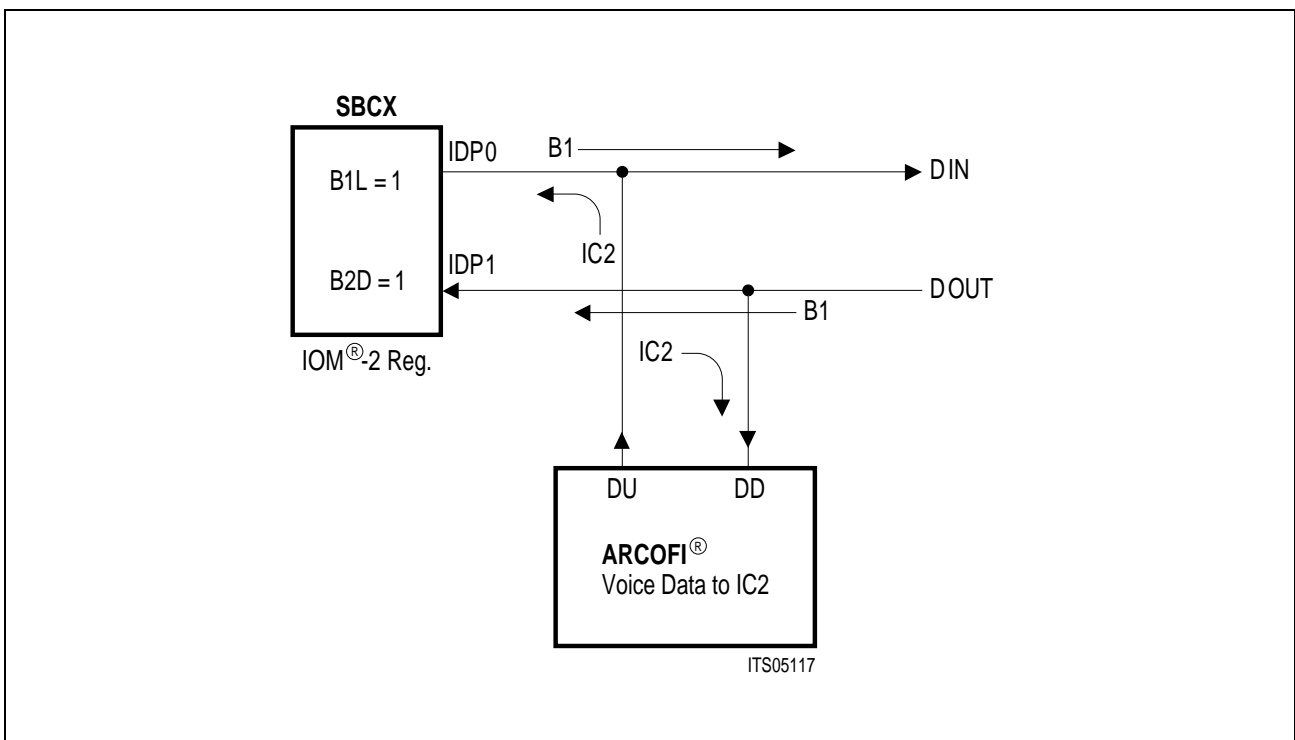 SBCX
IDP0
B1
DIN
B1L = 1
IC2
IDP1
B2D = 1
DOUT
B1
IOM®-2 Reg.
IC2
DU
DD
ARCOFI®
Voice Data to IC2
ITS05117